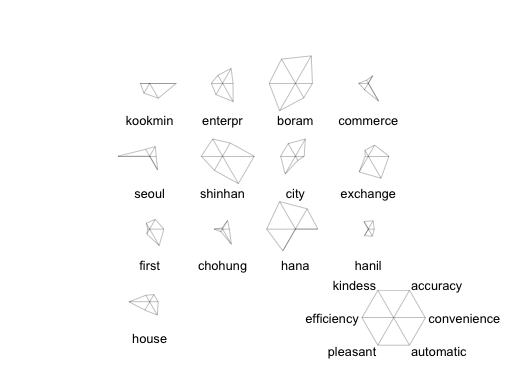 kookmin enterpr boram commerce
seoul shinhan city exchange
first chohung hana hanil
kindess accuracy
efficiency convenience
house
pleasant automatic